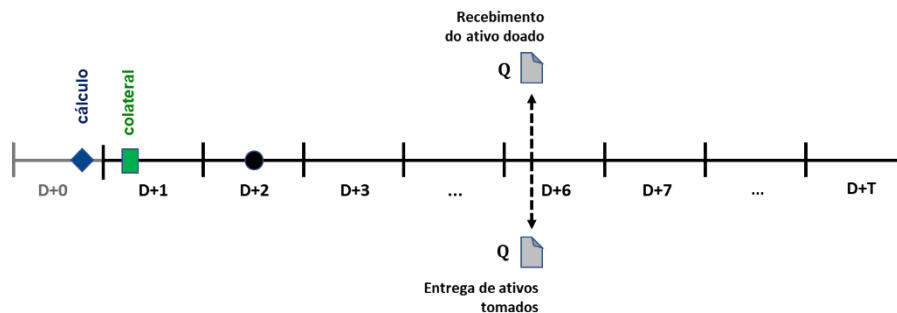 Recebimento
do ativo doado
Q
cálculo
colateral
D+0
D+1
D+2
D+3
...
D+6
D+7
...
D+T
Q
Entrega de ativos
tomados